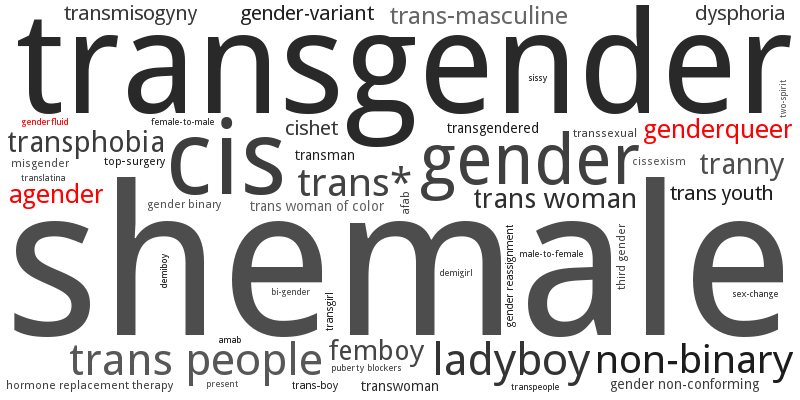 transmisogyny
gender-variant
trans-masculine
dysphoria
transgender
sissy
two-spirit
genderfluid
female-to-male
cishet
transgendered
transsexual
genderqueer
transphobia
cis
gender
misgender
top-surgery
transman
cissexism
tranny
translatina
trans*
agender
trans woman
trans youth
gender binary
trans woman of color
afab
shemale
demiboy
bi-gender
transgirl
demigirl
gender reassignment
male-to-female
third gender
sex-change
amab
trans people
femboy
ladyboy
non-binary
puberty blockers
hormone replacement therapy
present
trans-boy
transwoman
transpeople
gender non-conforming